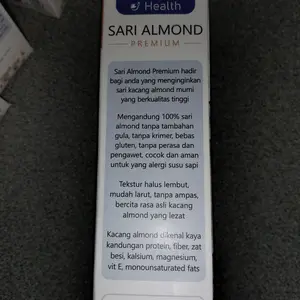 Health
SARI ALMOND
PREMIUM
Sari Almond Premium hadir
bagi anda yang menginginkan
sari kacang almond murni
yang berkualitas tinggi
Mengandung 100% sari
almond tanpa tambahan
gula, tanpa krimer, bebas
gluten, tanpa perasa dan
pengawet, cocok dan aman
untuk yang alergi susu sapi
Tekstur halus lembut,
mudah larut, tanpa ampas,
bercita rasa asli kacang
almond yang lezat
Kacang almond dikenal kaya
kandungan protein, fiber, zat
besi, kalsium, magnesium,
vit E, monounsaturated fats